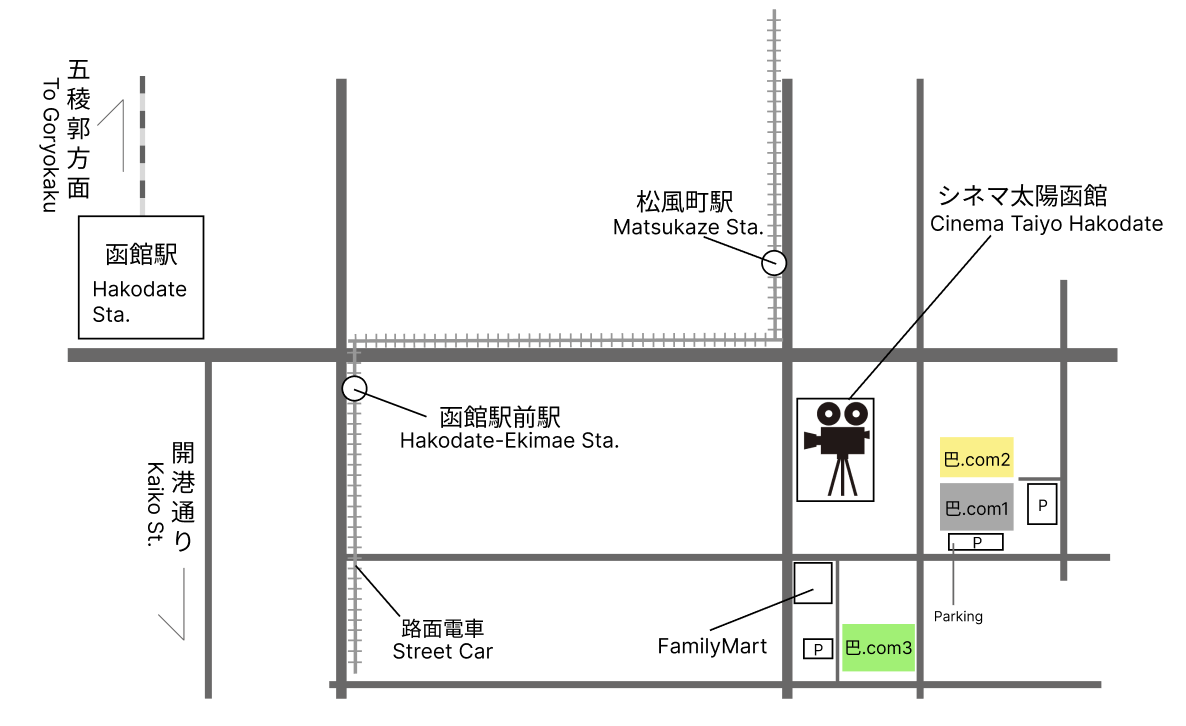 五稜郭方面
To Goryokaku
函館駅
Hakodate
Sta.
松風町駅
Matsukaze Sta.
シネマ太陽函館
Cinema Taiyo Hakodate
函館駅前駅
Hakodate-Ekimae Sta.
開港通り
Kaiko St.
巴.com2
巴.com1
P
P
Parking
路面電車
Street Car
FamilyMart
P
巴.com3